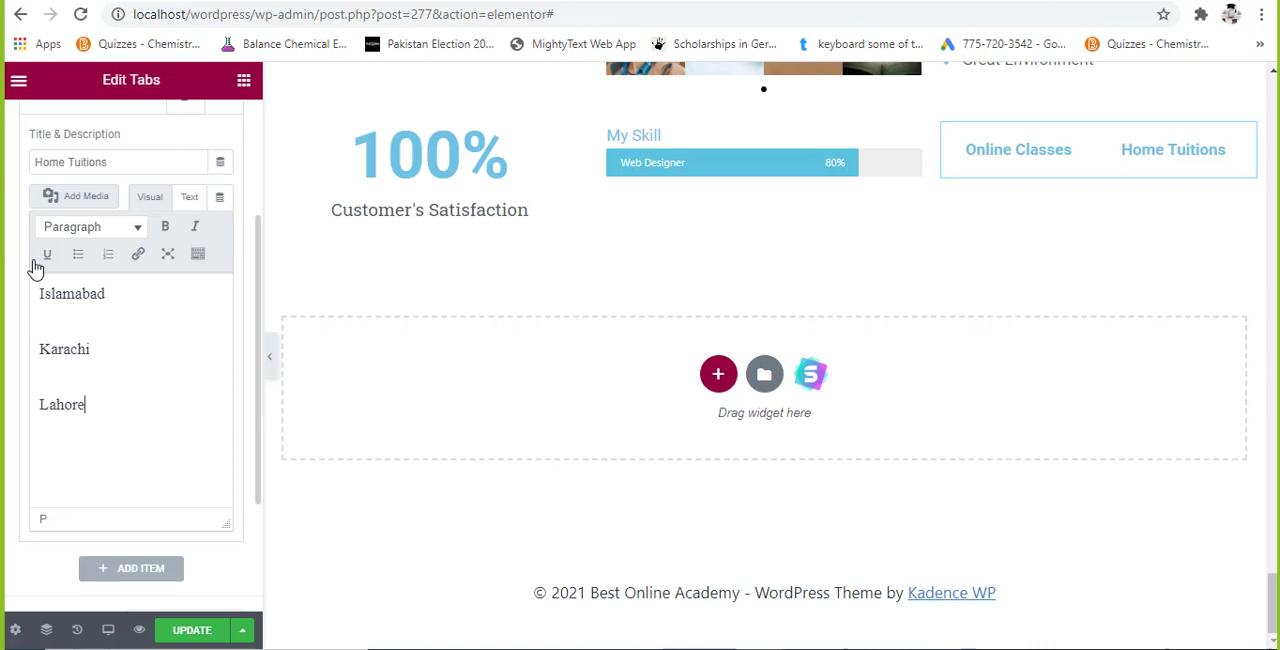 localhost/wordpress/wp-admin/post.php?post=277&action=elementor#
Apps Quizzes - Chemistr... Balance Chemical E... Pakistan Election 20... MightyText Web App Scholarships in Ger... keyboard some of t... 775-720-3542 - Go... Quizzes - Chemistr... »
Edit Tabs
Title & Description
Home Tuitions
Add Media Visual Text
Paragraph B I
U
Islamabad
Karachi
Lahore
P
+ ADD ITEM
UPDATE
Great Environment
100%
Customer's Satisfaction
My Skill
Web Designer 80%
Online Classes Home Tuitions
Drag widget here
© 2021 Best Online Academy - WordPress Theme by Kadence WP